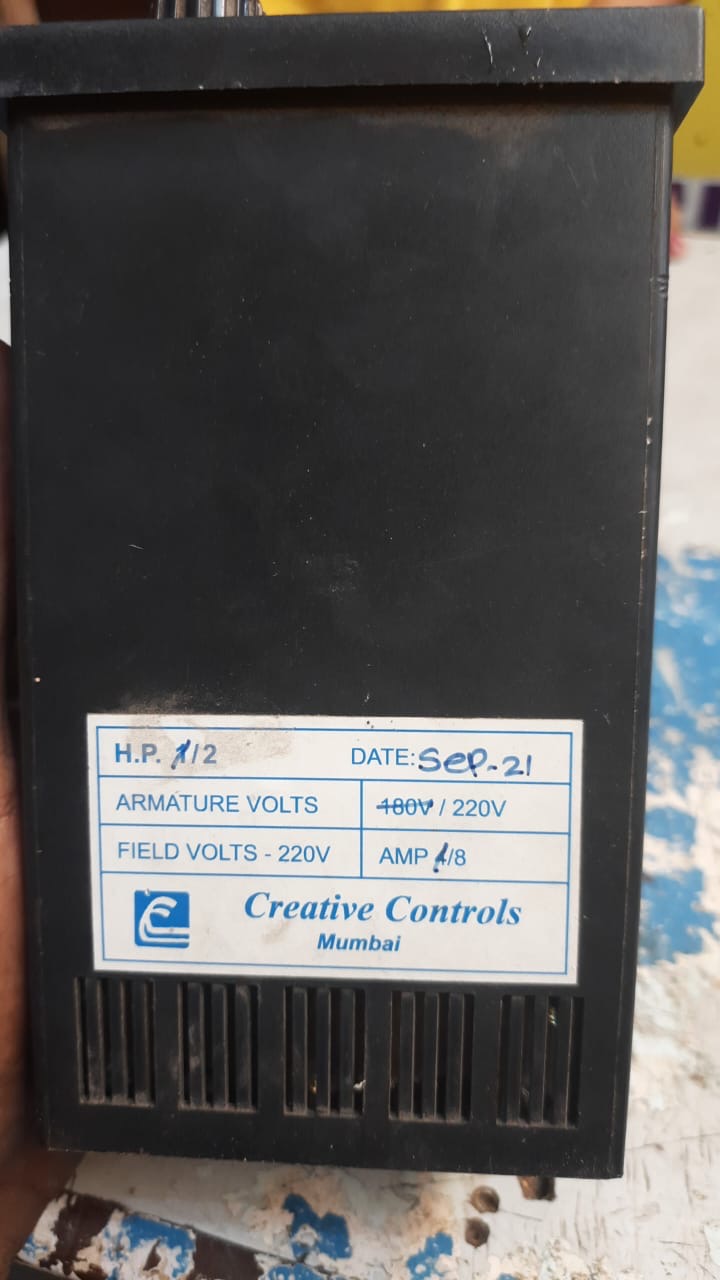 H.P. 1/2
DATE: SEP-21
ARMATURE VOLTS
180V / 220V
FIELD VOLTS - 220V
AMP 4/8
Creative Controls
Mumbai